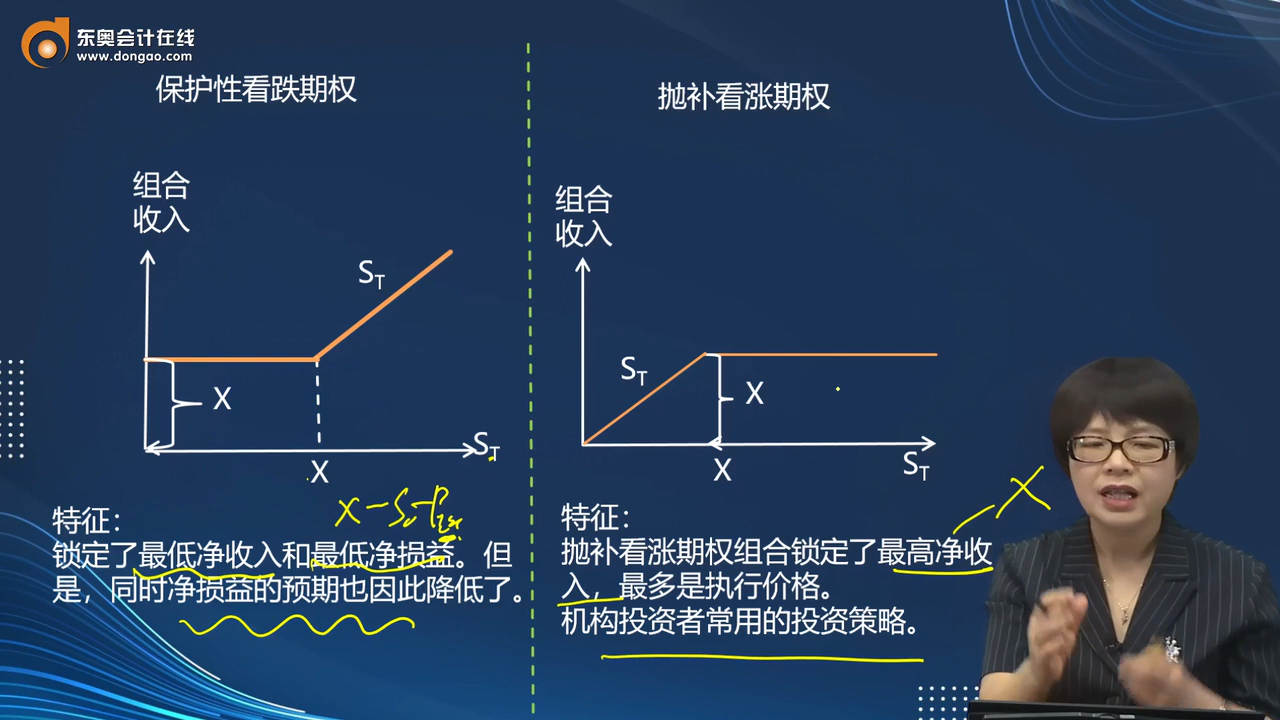 东奥会计在线
www.dongao.com
保护性看跌期权
组合
收入
S_T
X
S_T
X
X-S₀-P
特征：
锁定了最低净收入和最低净损益。但
是，同时净损益的预期也因此降低了。
抛补看涨期权
组合
收入
S_T
X
X
S_T
X
特征：
抛补看涨期权组合锁定了最高净收
入，最多是执行价格。
机构投资者常用的投资策略。